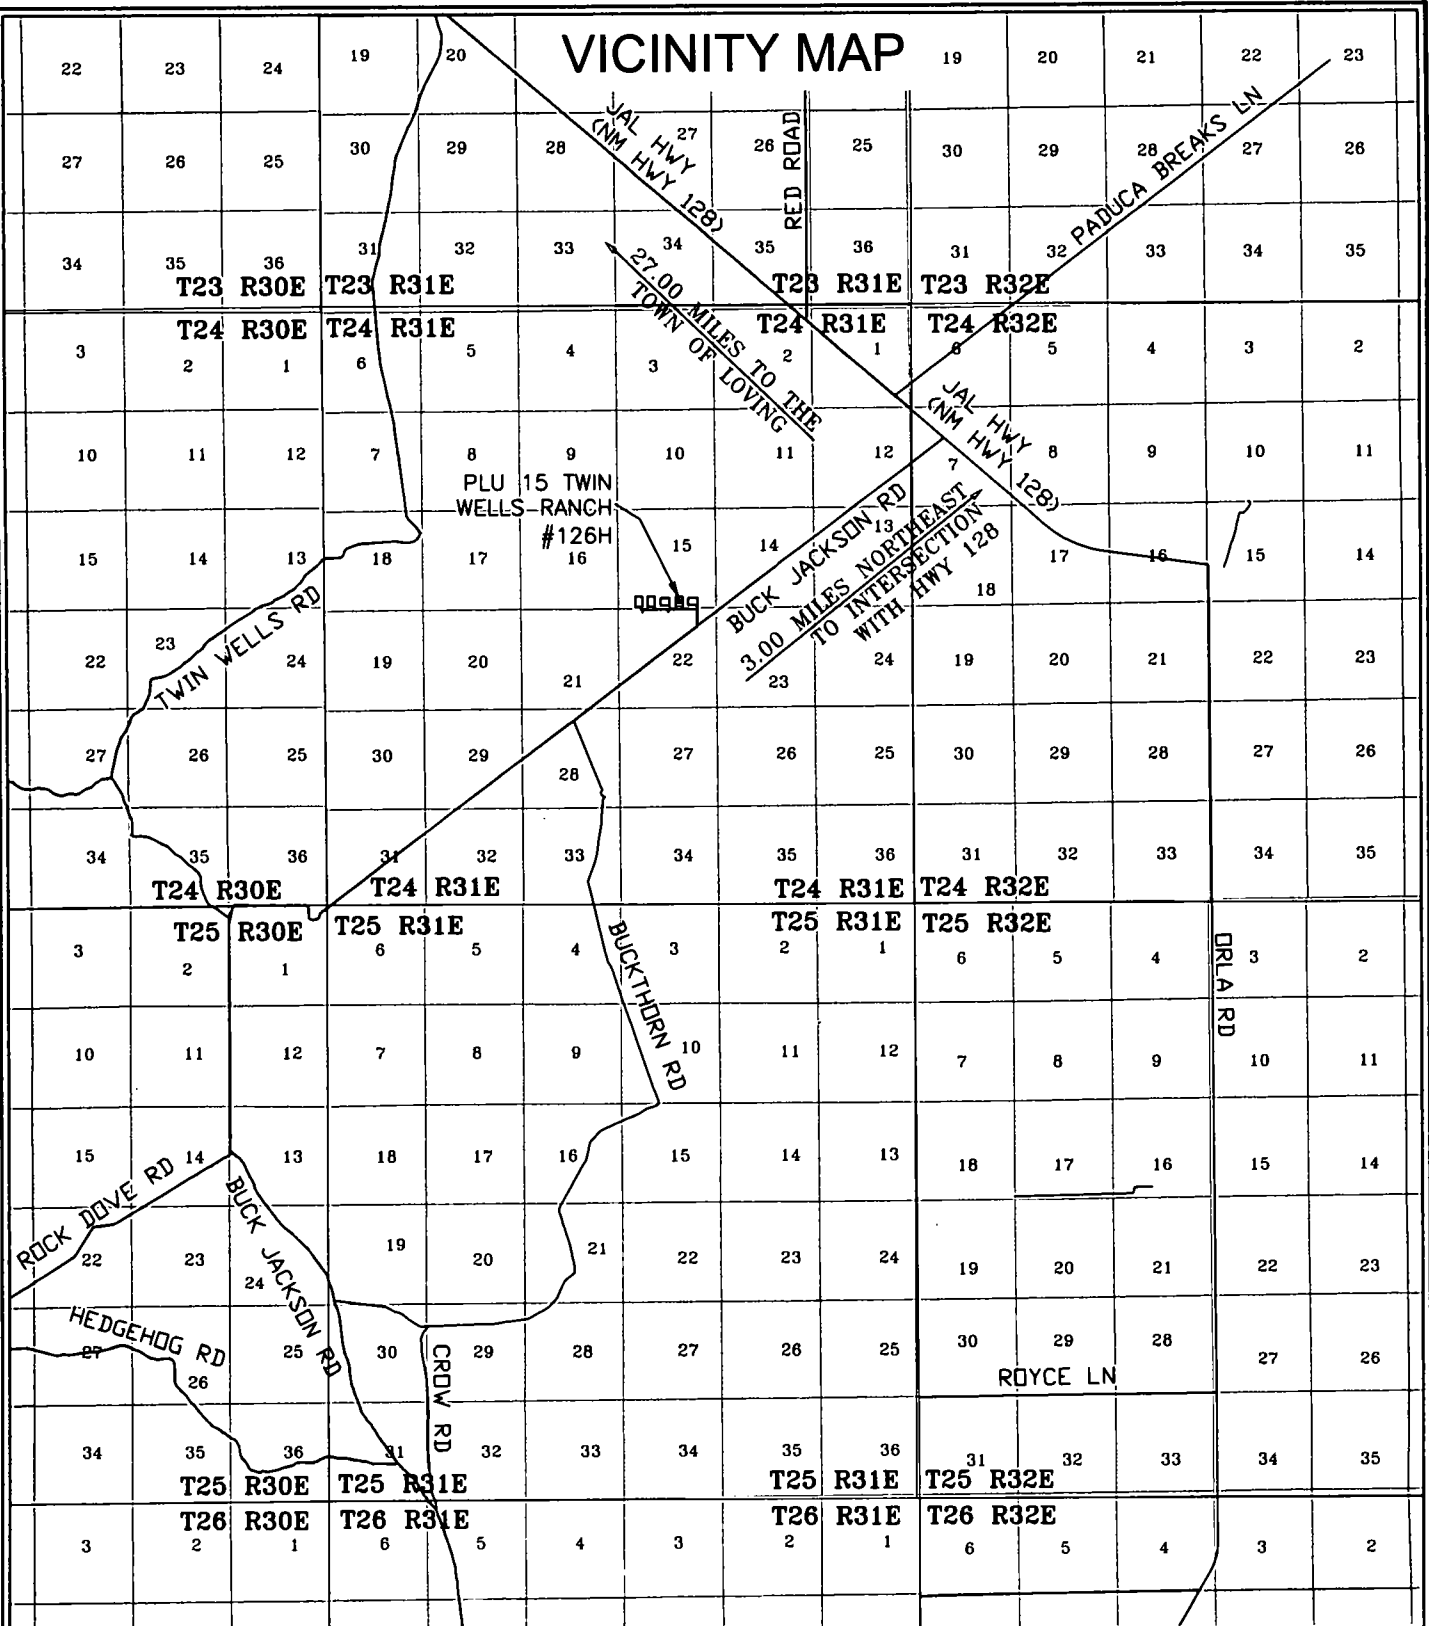 VICINITY MAP
22 23 24 19 20 19 20 21 22 23
JAL HWY
(NM HWY 128)
RED ROAD
PADUCA BREAKS LN
27 26 25 30 29 28 27 26 25 30 29 28 27 26
34 35 36 31 32 33 34 35 36 31 32 33 34 35
27.00 MILES TO THE
TOWN OF LOVING
T23 R30E T23 R31E T23 R31E T23 R32E
T24 R30E T24 R31E T24 R31E T24 R32E
3 2 1 6 5 4 3 2 1 6 5 4 3 2
JAL HWY
(NM HWY 128)
10 11 12 7 8 9 10 11 12 7 8 9 10 11
PLU 15 TWIN
WELLS RANCH
#126H
BUCK JACKSON RD
3.00 MILES NORTHEAST
TO INTERSECTION
WITH HWY 128
15 14 13 18 17 16 15 14 13 18 17 16 15 14
TWIN WELLS RD
22 23 24 19 20 21 22 23 24 19 20 21 22 23
27 26 25 30 29 28 27 26 25 30 29 28 27 26
34 35 36 31 32 33 34 35 36 31 32 33 34 35
T24 R30E T24 R31E T24 R31E T24 R32E
T25 R30E T25 R31E T25 R31E T25 R32E
3 2 1 6 5 4 3 2 1 6 5 4 3 2
BUCKTHORN RD
ORLA RD
10 11 12 7 8 9 10 11 12 7 8 9 10 11
15 14 13 18 17 16 15 14 13 18 17 16 15 14
ROCK DOVE RD
BUCK JACKSON RD
22 23 24 19 20 21 22 23 24 19 20 21 22 23
HEDGEHOG RD
27 26 25 30 29 28 27 26 25 30 29 28 27 26
CROW RD
ROYCE LN
34 35 36 31 32 33 34 35 36 31 32 33 34 35
T25 R30E T25 R31E T25 R31E T25 R32E
T26 R30E T26 R31E T26 R31E T26 R32E
3 2 1 6 5 4 3 2 1 6 5 4 3 2